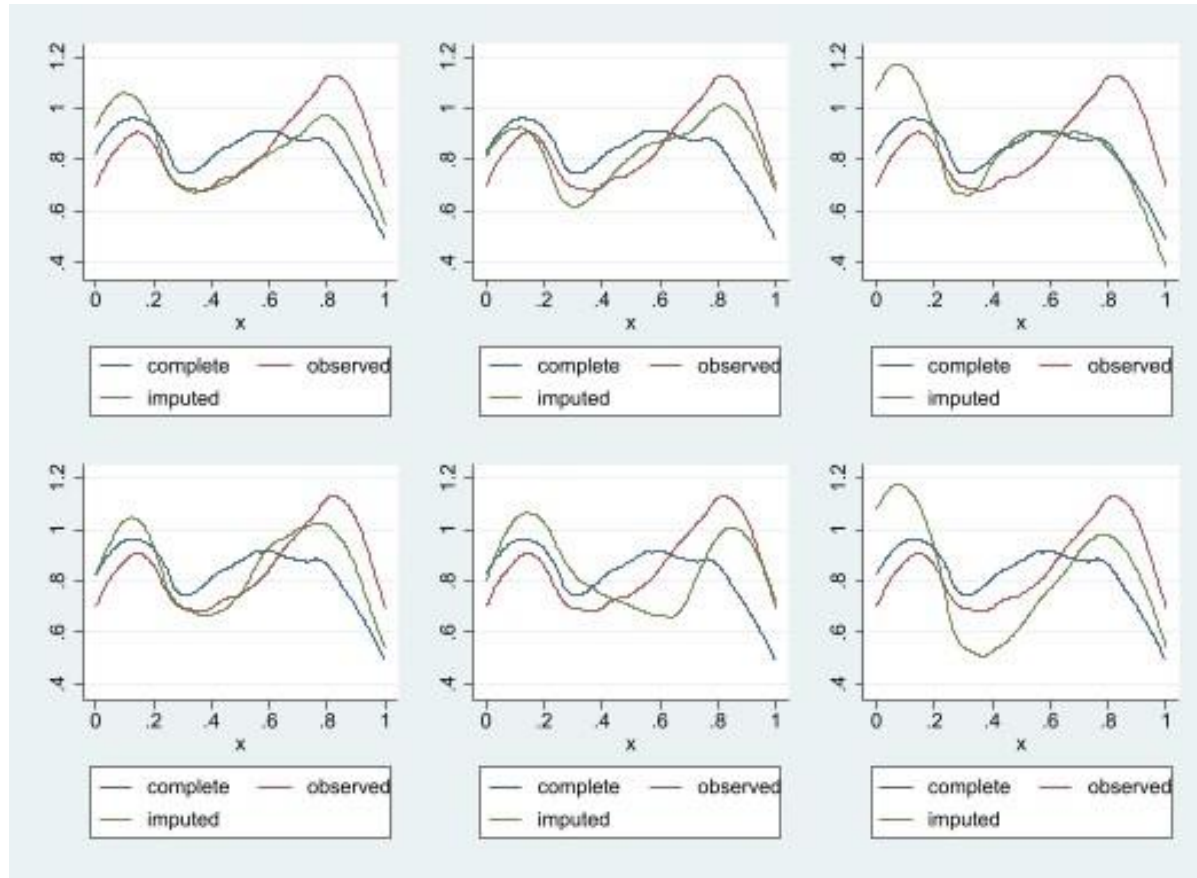 1.2
1
.8
.6
.4
0 .2 .4 .6 .8 1
x
complete observed
imputed
1.2
1
.8
.6
.4
0 .2 .4 .6 .8 1
x
complete observed
imputed
1.2
1
.8
.6
.4
0 .2 .4 .6 .8 1
x
complete observed
imputed
1.2
1
.8
.6
.4
0 .2 .4 .6 .8 1
x
complete observed
imputed
1.2
1
.8
.6
.4
0 .2 .4 .6 .8 1
x
complete observed
imputed
1.2
1
.8
.6
.4
0 .2 .4 .6 .8 1
x
complete observed
imputed